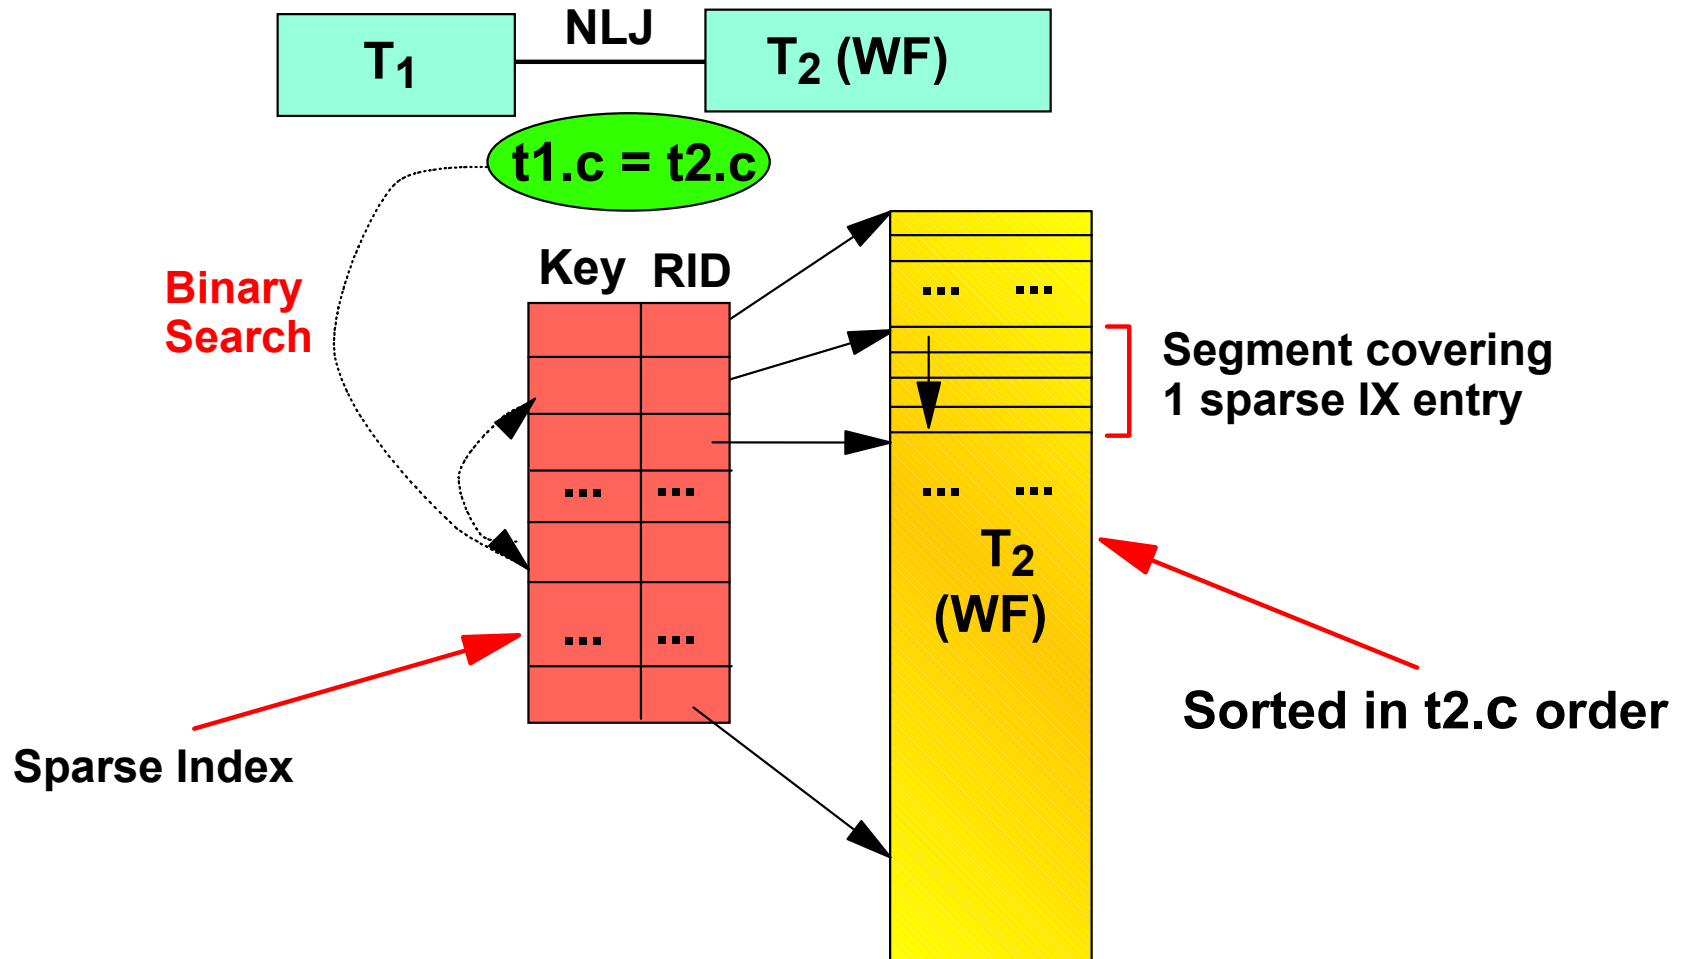 NLJ
T1
T2 (WF)
t1.c = t2.c
Key RID
Binary
Search
... ...
Segment covering
1 sparse IX entry
... ...
... ...
T2
(WF)
... ...
Sorted in t2.c order
Sparse Index